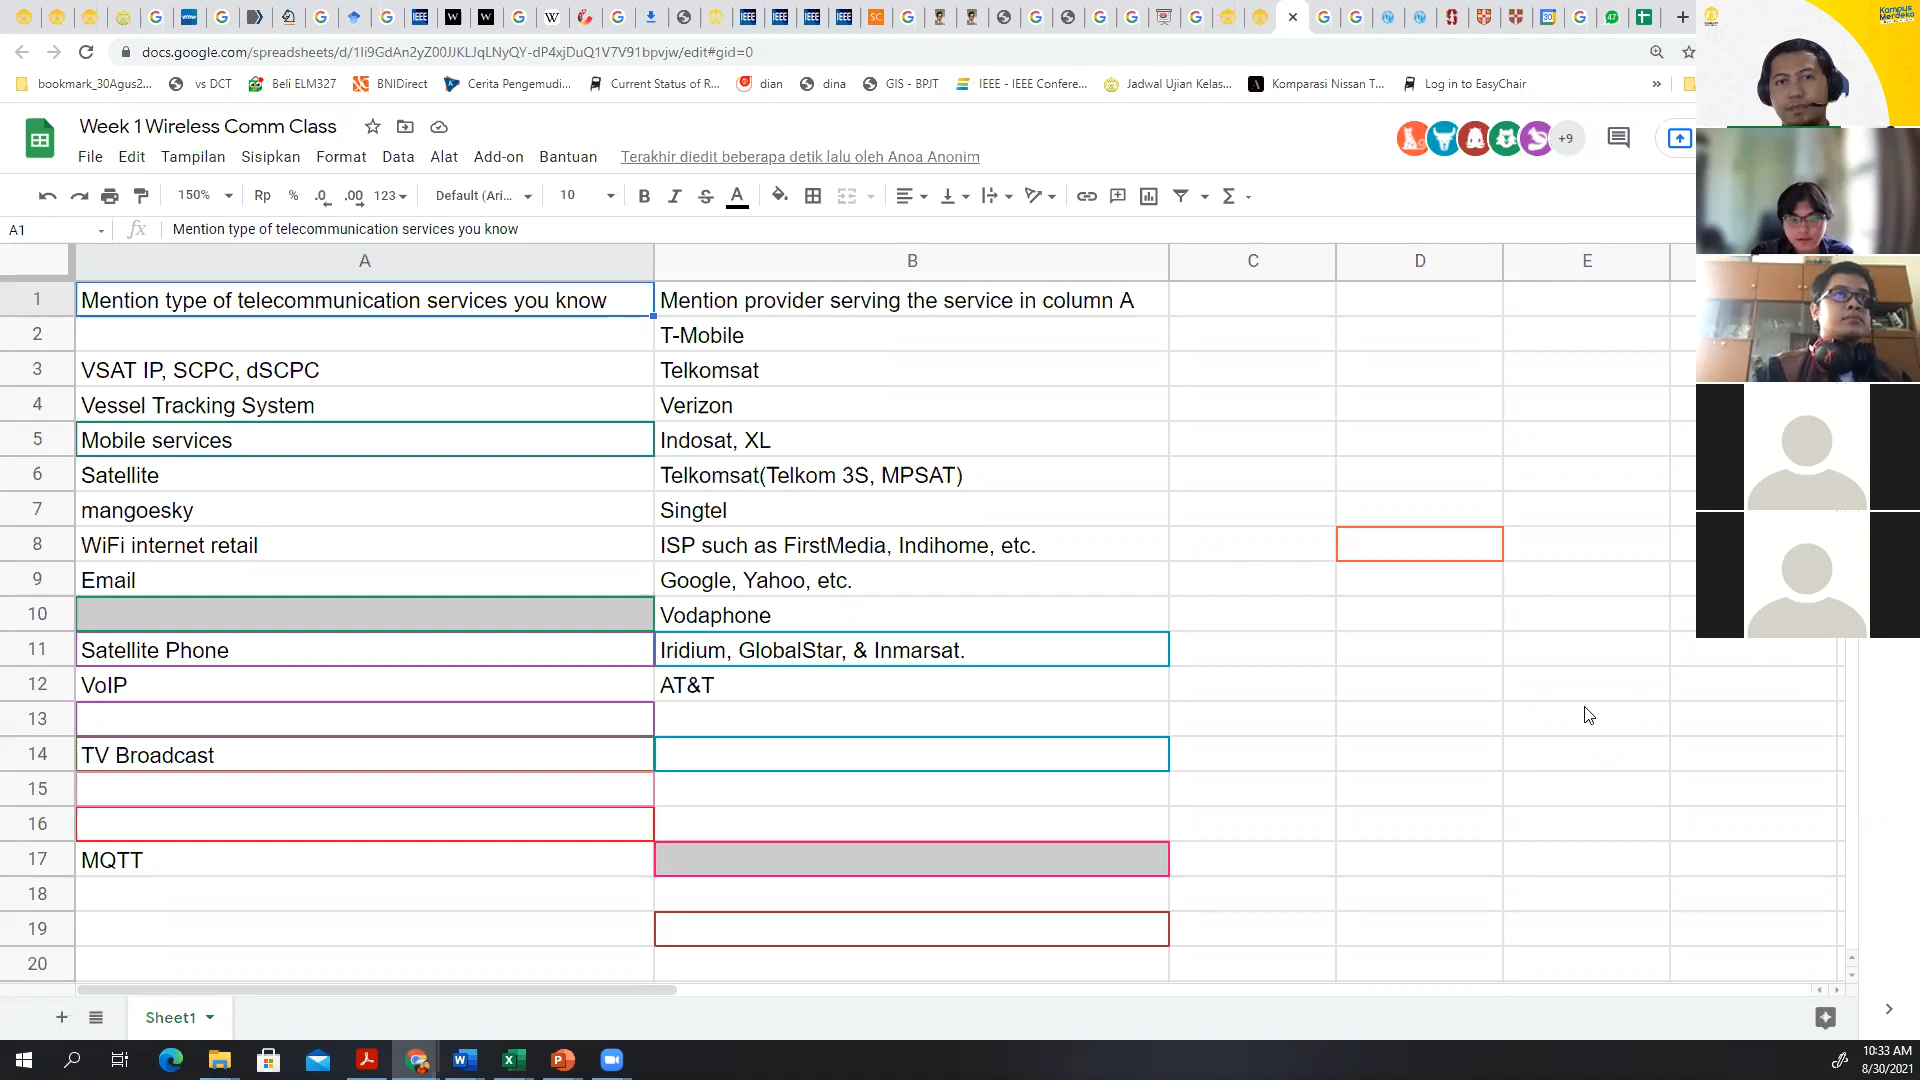 docs.google.com/spreadsheets/d/1Ii9GdAn2yZ00JJKLJqLNyQY-dP4xjDuQ1V7V91bpvjw/edit#gid=0
bookmark_30Agus2... vs DCT Beli ELM327 BNIDirect Cerita Pengemudi... Current Status of R... dian dina GIS - BPJT IEEE - IEEE Confere... Jadwal Ujian Kelas... Komparasi Nissan T... Log in to EasyChair
Kampus Merdeka
Week 1 Wireless Comm Class
+9
File Edit Tampilan Sisipkan Format Data Alat Add-on Bantuan Terakhir diedit beberapa detik lalu oleh Anoa Anonim
150% Rp % .0 .00 123 Default (Ari... 10 B I S A
A1 fx Mention type of telecommunication services you know
A B C D E
1 Mention type of telecommunication services you know Mention provider serving the service in column A
2 T-Mobile
3 VSAT IP, SCPC, dSCPC Telkomsat
4 Vessel Tracking System Verizon
5 Mobile services Indosat, XL
6 Satellite Telkomsat(Telkom 3S, MPSAT)
7 mangoesky Singtel
8 WiFi internet retail ISP such as FirstMedia, Indihome, etc.
9 Email Google, Yahoo, etc.
10 Vodaphone
11 Satellite Phone Iridium, GlobalStar, & Inmarsat.
12 VoIP AT&T
13
14 TV Broadcast
15
16
17 MQTT
18
19
20
Sheet1
10:33 AM
8/30/2021